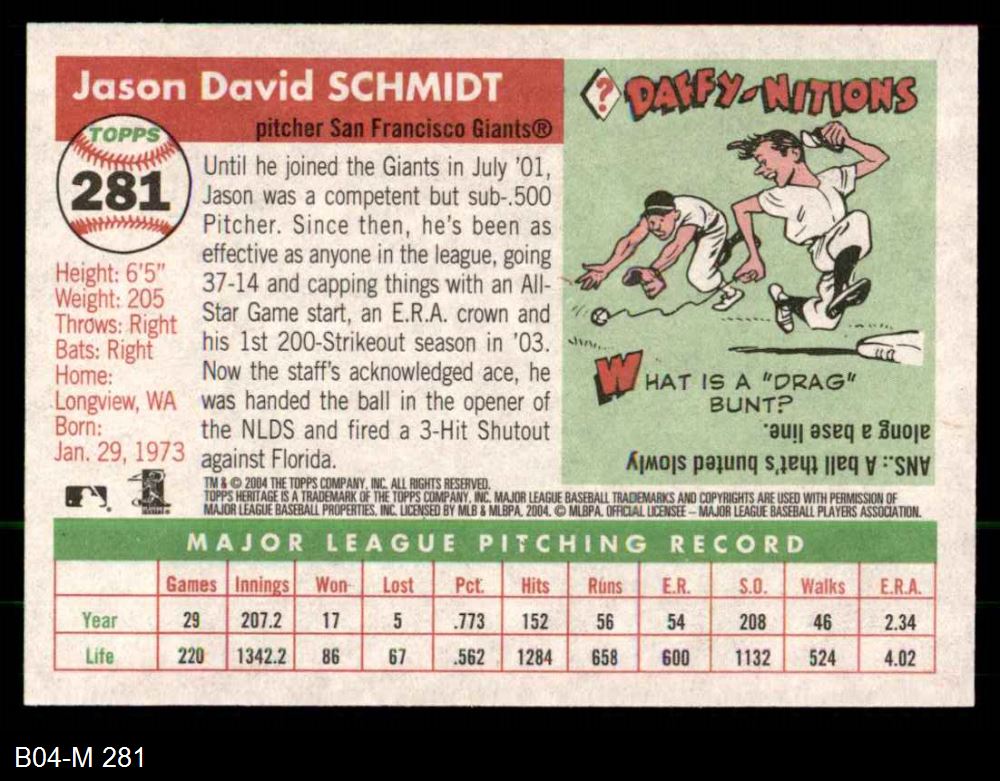 Jason David SCHMIDT
pitcher San Francisco Giants®
TOPPS
281
Height: 6'5"
Weight: 205
Throws: Right
Bats: Right
Home:
Longview, WA
Born:
Jan. 29, 1973
Until he joined the Giants in July '01,
Jason was a competent but sub-.500
Pitcher. Since then, he's been as
effective as anyone in the league, going
37-14 and capping things with an All-
Star Game start, an E.R.A. crown and
his 1st 200-Strikeout season in '03.
Now the staff's acknowledged ace, he
was handed the ball in the opener of
the NLDS and fired a 3-Hit Shutout
against Florida.
? DAFFY-NITIONS
WHAT IS A "DRAG"
BUNT?
ANS.: A ball that's bunted slowly
along a base line.
TM & © 2004 THE TOPPS COMPANY, INC. ALL RIGHTS RESERVED.
TOPPS HERITAGE IS A TRADEMARK OF THE TOPPS COMPANY, INC. MAJOR LEAGUE BASEBALL TRADEMARKS AND COPYRIGHTS ARE USED WITH PERMISSION OF
MAJOR LEAGUE BASEBALL PROPERTIES, INC. LICENSED BY MLB & MLBPA, 2004. © MLBPA. OFFICIAL LICENSEE – MAJOR LEAGUE BASEBALL PLAYERS ASSOCIATION.
MAJOR LEAGUE PITCHING RECORD
Games Innings Won Lost Pct. Hits Runs E.R. S.O. Walks E.R.A.
Year 29 207.2 17 5 .773 152 56 54 208 46 2.34
Life 220 1342.2 86 67 .562 1284 658 600 1132 524 4.02
B04-M 281